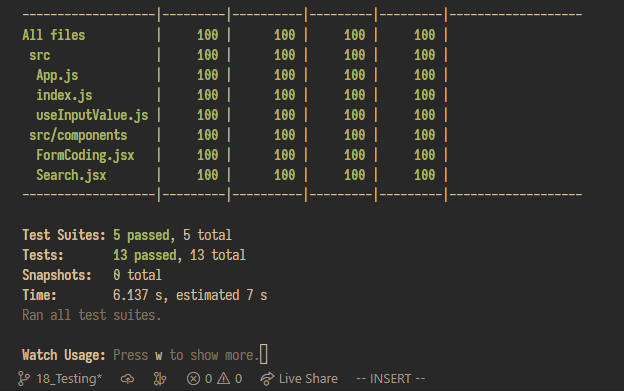 -------------------|---------|----------|---------|---------|-------------------
All files          |     100 |      100 |     100 |     100 |
 src               |     100 |      100 |     100 |     100 |
  App.js           |     100 |      100 |     100 |     100 |
  index.js         |     100 |      100 |     100 |     100 |
  useInputValue.js |     100 |      100 |     100 |     100 |
 src/components    |     100 |      100 |     100 |     100 |
  FormCoding.jsx   |     100 |      100 |     100 |     100 |
  Search.jsx       |     100 |      100 |     100 |     100 |
-------------------|---------|----------|---------|---------|-------------------
Test Suites: 5 passed, 5 total
Tests:       13 passed, 13 total
Snapshots:   0 total
Time:        6.137 s, estimated 7 s
Ran all test suites.
Watch Usage: Press w to show more.
18_Testing* 0 0 Live Share -- INSERT --